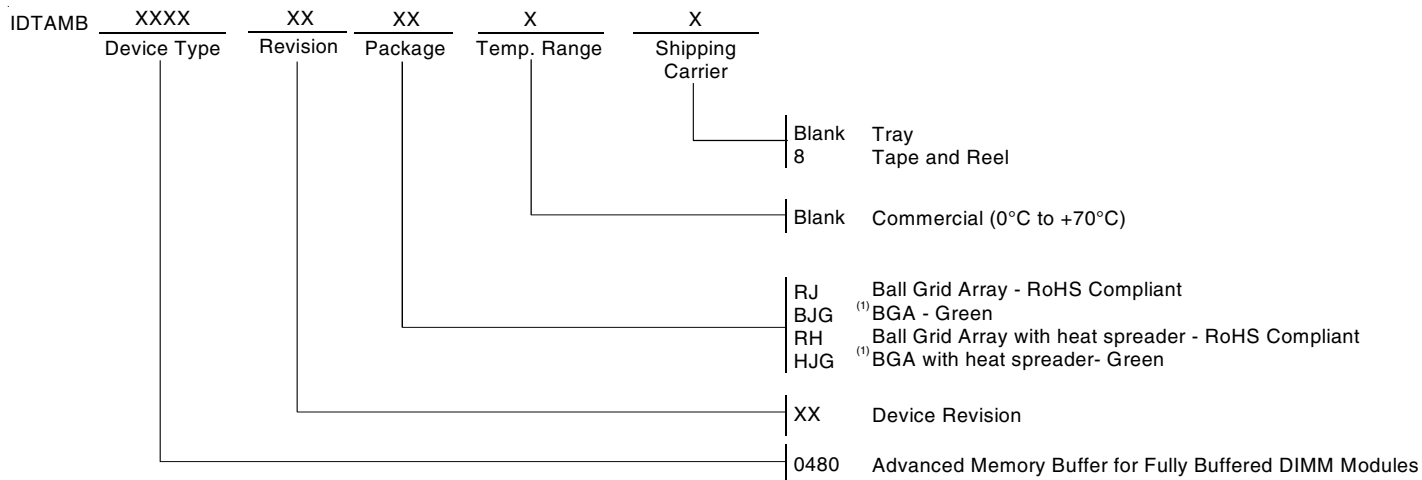 IDTAMB XXXX XX XX X X
Device Type Revision Package Temp. Range Shipping
Carrier
Blank Tray
8 Tape and Reel
Blank Commercial (0°C to +70°C)
RJ Ball Grid Array - RoHS Compliant
BJG (1) BGA - Green
RH Ball Grid Array with heat spreader - RoHS Compliant
HJG (1) BGA with heat spreader- Green
XX Device Revision
0480 Advanced Memory Buffer for Fully Buffered DIMM Modules